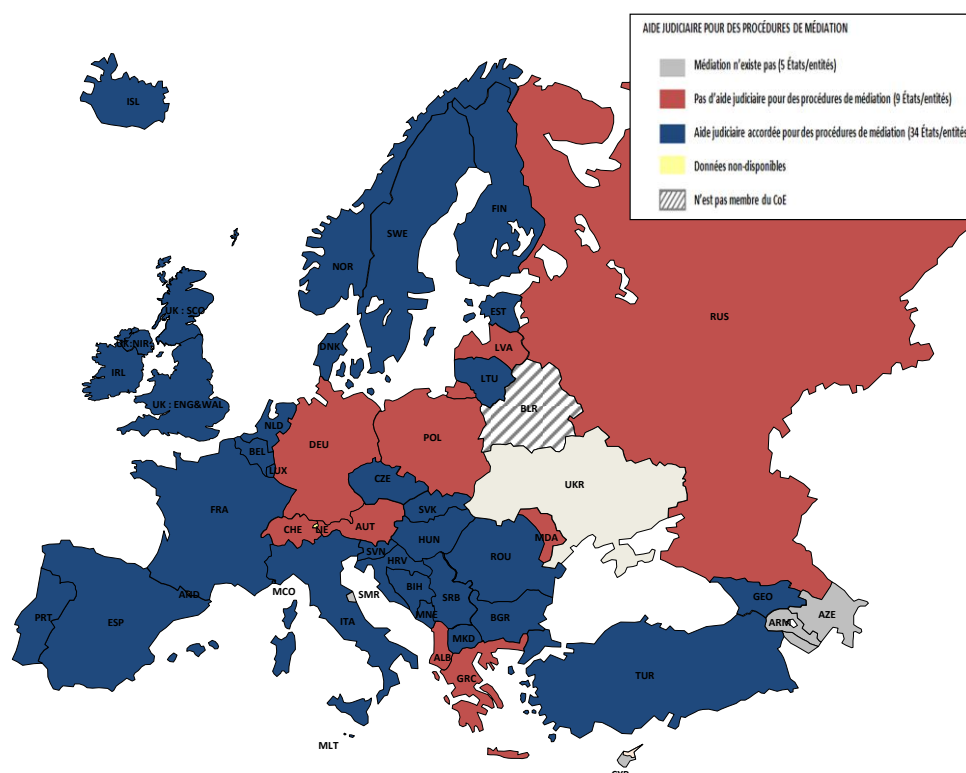 AIDE JUDICIAIRE POUR DES PROCÉDURES DE MÉDIATION
Médiation n'existe pas (5 États/entités)
Pas d'aide judiciaire pour des procédures de médiation (9 États/entités)
Aide judiciaire accordée pour des procédures de médiation (34 États/entités
Données non-disponibles
N'est pas membre du CoE
ISL
FIN
SWE
NOR
UK : SCO
EST
RUS
DNK
LVA
UK:NIR
IRL
LTU
UK : ENG&WAL
BLR
NLD
DEU
POL
BEL
LUX
CZE
UKR
FRA
SVK
CHE
LIE
AUT
MDA
HUN
SVN
ROU
HRV
BIH
MCO
SMR
SRB
AND
GEO
PRT
ESP
ITA
MNE
BGR
ARM
AZE
MKD
ALB
GRC
TUR
MLT